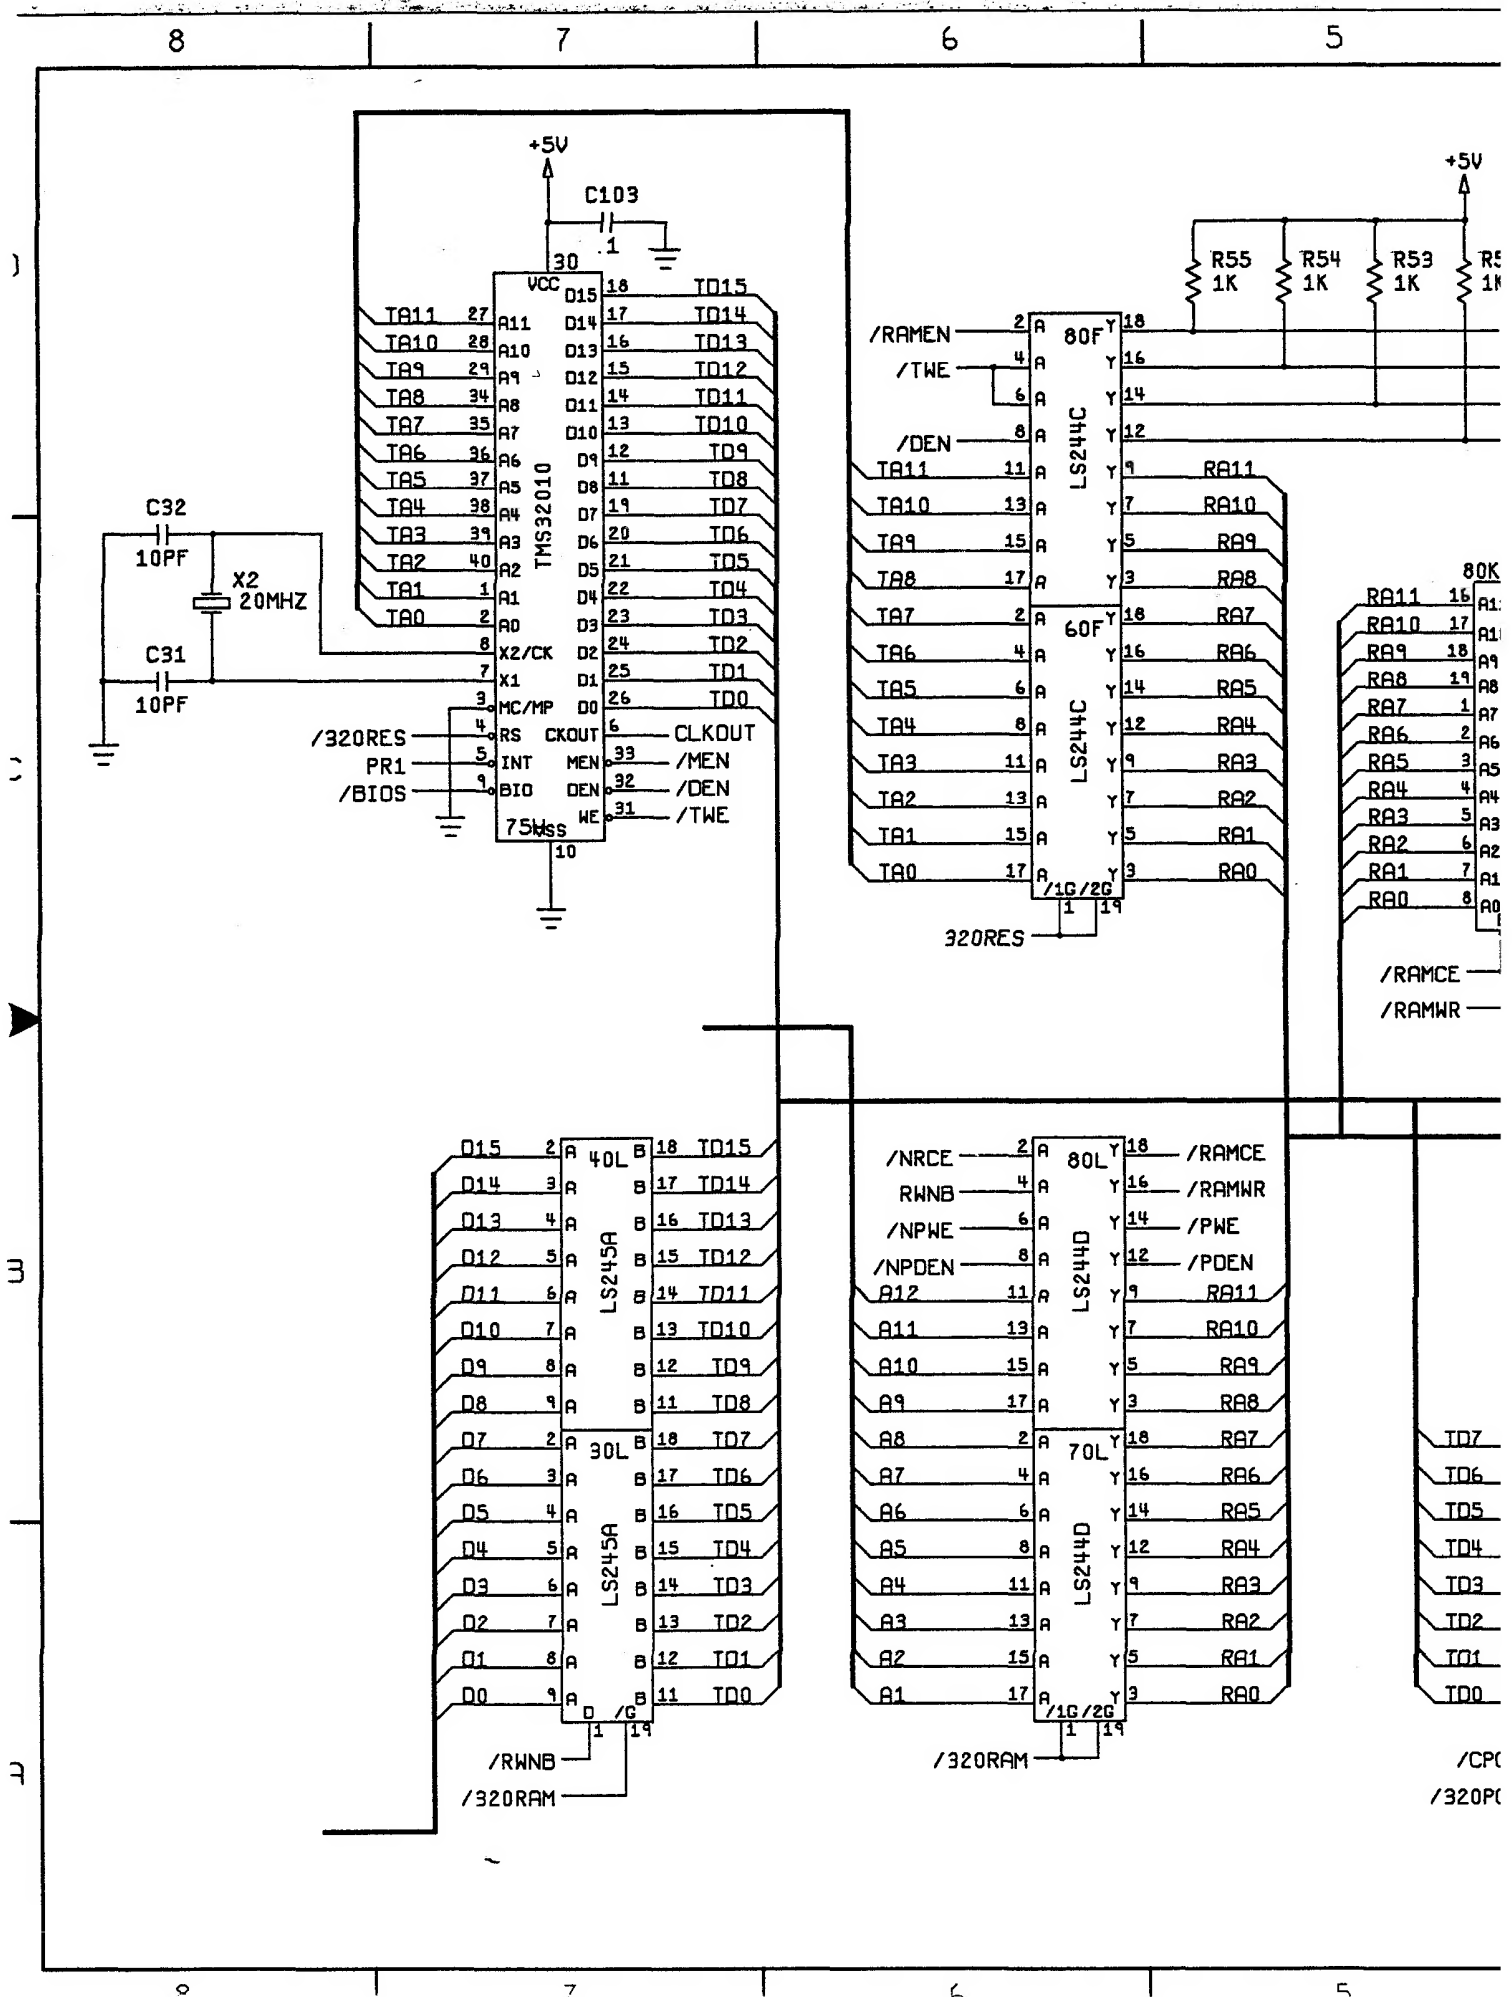 8 7 6 5
+5V
C103
.1
30
VCC
TMS32010
75W
VSS
10
TA11 27 A11
TA10 28 A10
TA9 29 A9
TA8 34 A8
TA7 35 A7
TA6 36 A6
TA5 37 A5
TA4 38 A4
TA3 39 A3
TA2 40 A2
TA1 1 A1
TA0 2 A0
8 X2/CK
7 X1
3 MC/MP
/320RES 4 RS
PR1 5 INT
/BIOS 9 BIO
D15 18 TD15
D14 17 TD14
D13 16 TD13
D12 15 TD12
D11 14 TD11
D10 13 TD10
D9 12 TD9
D8 11 TD8
D7 19 TD7
D6 20 TD6
D5 21 TD5
D4 22 TD4
D3 23 TD3
D2 24 TD2
D1 25 TD1
D0 26 TD0
CKOUT 6 CLKOUT
MEN 33 /MEN
DEN 32 /DEN
WE 31 /TWE
C32
10PF
X2
20MHZ
C31
10PF
+5V
R55
1K
R54
1K
R53
1K
80F
LS244C
/RAMEN 2 A Y 18
/TWE 4 A Y 16
6 A Y 14
/DEN 8 A Y 12
TA11 11 A Y 9 RA11
TA10 13 A Y 7 RA10
TA9 15 A Y 5 RA9
TA8 17 A Y 3 RA8
60F
LS244C
TA7 2 A Y 18 RA7
TA6 4 A Y 16 RA6
TA5 6 A Y 14 RA5
TA4 8 A Y 12 RA4
TA3 11 A Y 9 RA3
TA2 13 A Y 7 RA2
TA1 15 A Y 5 RA1
TA0 17 A Y 3 RA0
/1G /2G
1 19
320RES
80K
RA11 16
RA10 17
RA9 18 A9
RA8 19 A8
RA7 1 A7
RA6 2 A6
RA5 3 A5
RA4 4 A4
RA3 5 A3
RA2 6 A2
RA1 7 A1
RA0 8 A0
/RAMCE
/RAMWR
40L
LS245A
D15 2 A B 18 TD15
D14 3 A B 17 TD14
D13 4 A B 16 TD13
D12 5 A B 15 TD12
D11 6 A B 14 TD11
D10 7 A B 13 TD10
D9 8 A B 12 TD9
D8 9 A B 11 TD8
30L
LS245A
D7 2 A B 18 TD7
D6 3 A B 17 TD6
D5 4 A B 16 TD5
D4 5 A B 15 TD4
D3 6 A B 14 TD3
D2 7 A B 13 TD2
D1 8 A B 12 TD1
D0 9 A B 11 TD0
D /G
1 19
/RWNB
/320RAM
80L
LS244D
/NRCE 2 A Y 18 /RAMCE
RWNB 4 A Y 16 /RAMWR
/NPWE 6 A Y 14 /PWE
/NPDEN 8 A Y 12 /PDEN
A12 11 A Y 9 RA11
A11 13 A Y 7 RA10
A10 15 A Y 5 RA9
A9 17 A Y 3 RA8
70L
LS244D
A8 2 A Y 18 RA7
A7 4 A Y 16 RA6
A6 6 A Y 14 RA5
A5 8 A Y 12 RA4
A4 11 A Y 9 RA3
A3 13 A Y 7 RA2
A2 15 A Y 5 RA1
A1 17 A Y 3 RA0
/1G /2G
1 19
/320RAM
TD7
TD6
TD5
TD4
TD3
TD2
TD1
TD0
B
A
7